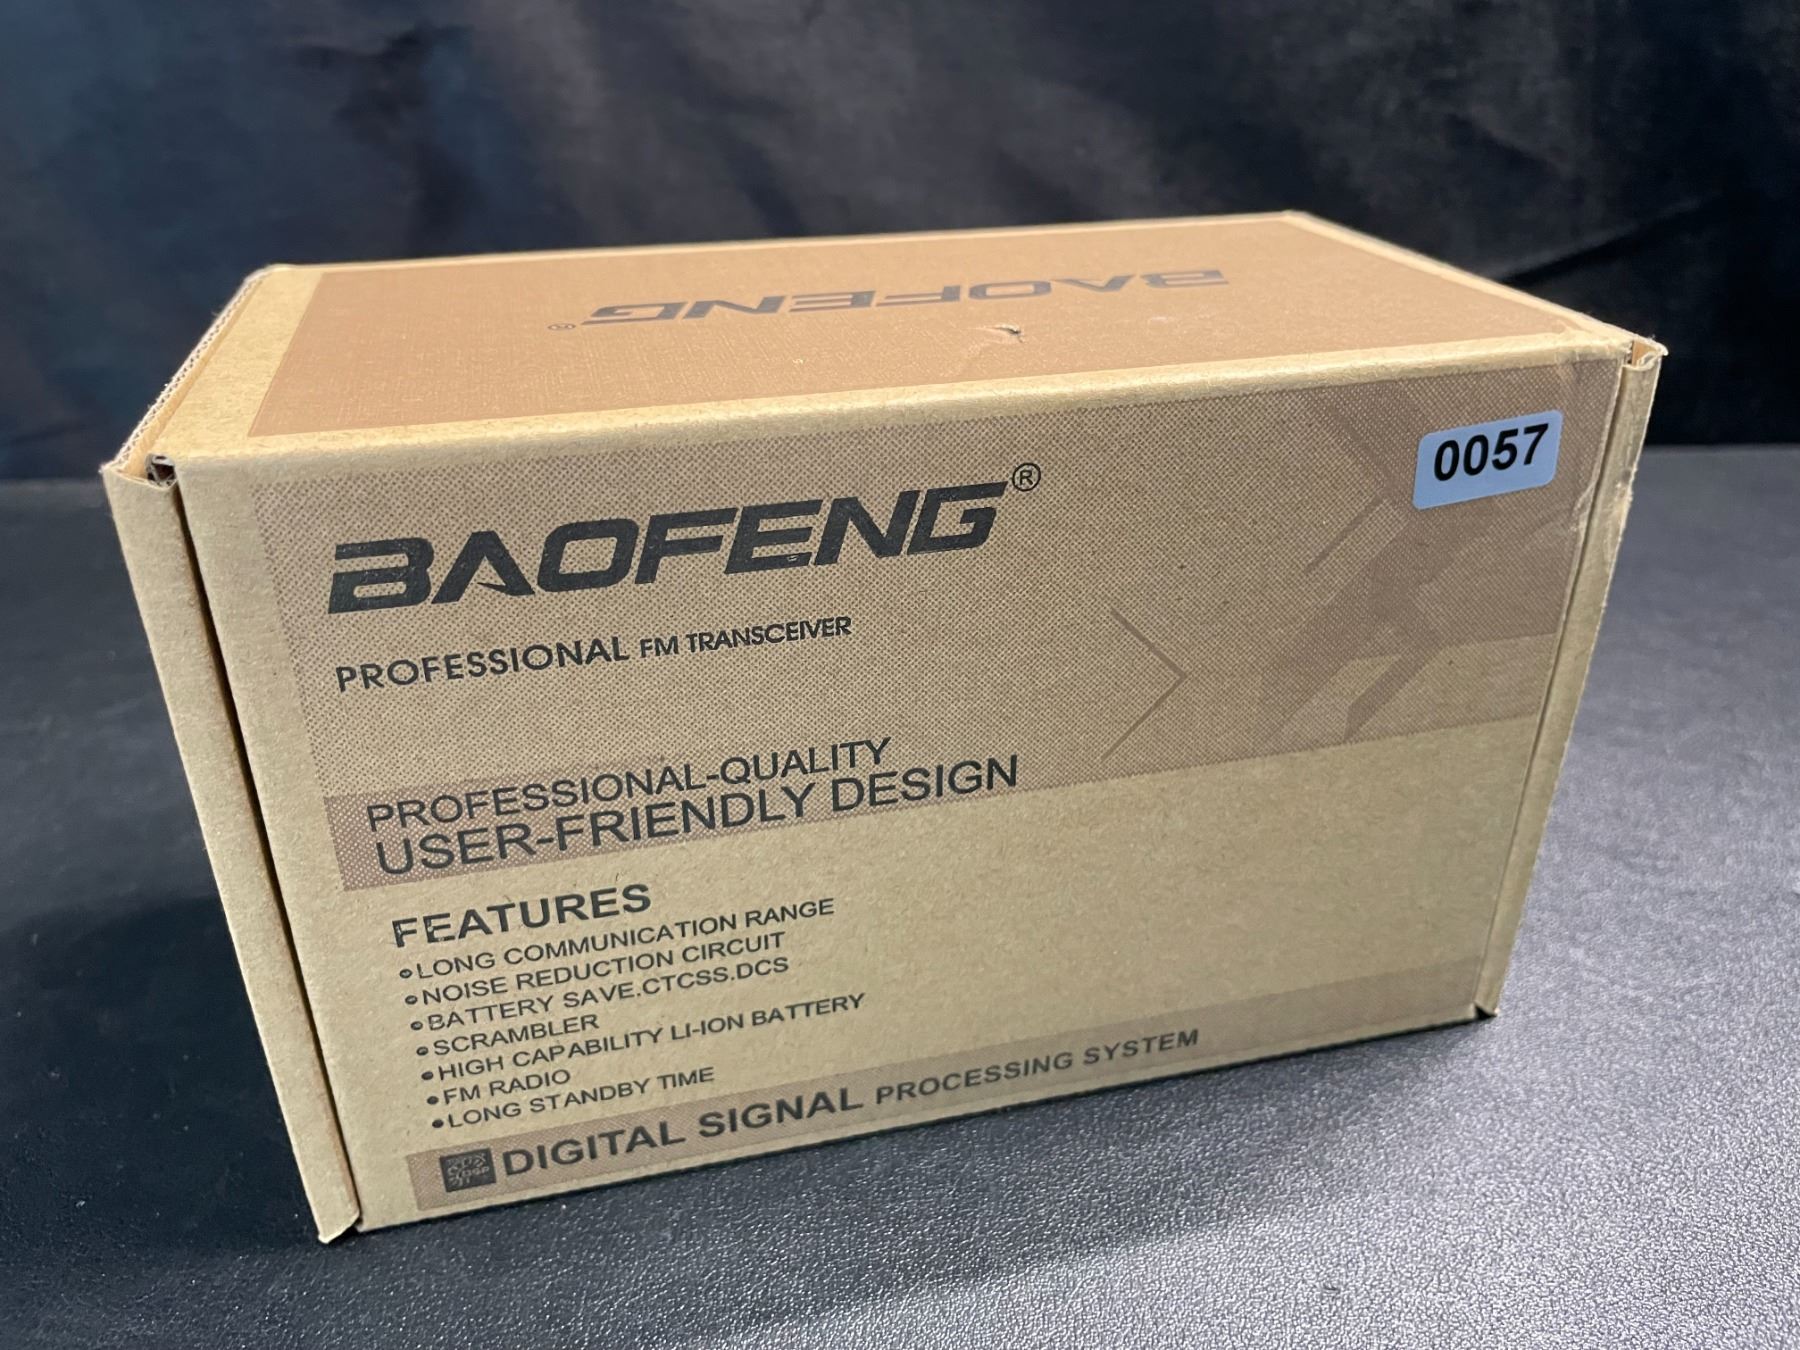 BAOFENG®
0057
BAOFENG®
PROFESSIONAL FM TRANSCEIVER
PROFESSIONAL-QUALITY
USER-FRIENDLY DESIGN
FEATURES
•LONG COMMUNICATION RANGE
•NOISE REDUCTION CIRCUIT
•BATTERY SAVE.CTCSS.DCS
•SCRAMBLER
•HIGH CAPABILITY LI-ION BATTERY
•FM RADIO
•LONG STANDBY TIME
DIGITAL SIGNAL PROCESSING SYSTEM